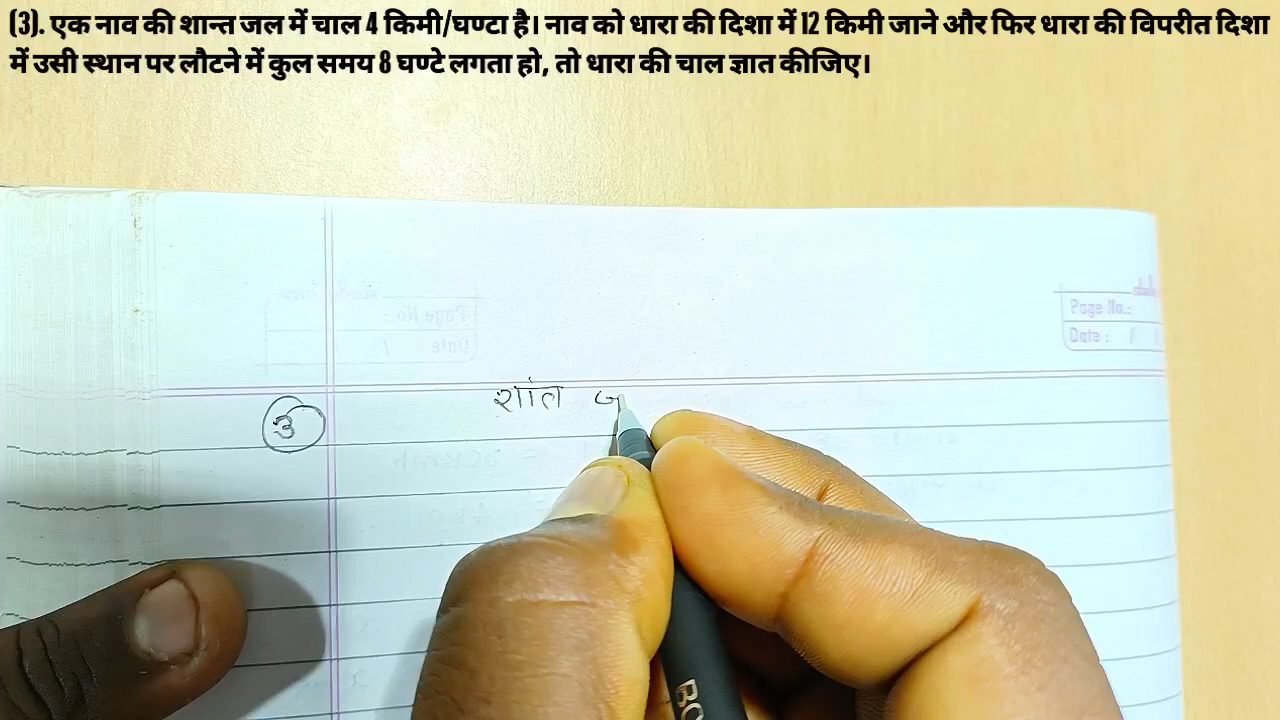 (3). एक नाव की शान्त जल में चाल 4 किमी/घण्टा है। नाव को धारा की दिशा में 12 किमी जाने और फिर धारा की विपरीत दिशा
में उसी स्थान पर लौटने में कुल समय 8 घण्टे लगता हो, तो धारा की चाल ज्ञात कीजिए।
Page No.:
Date : / /
3 शांत
BO